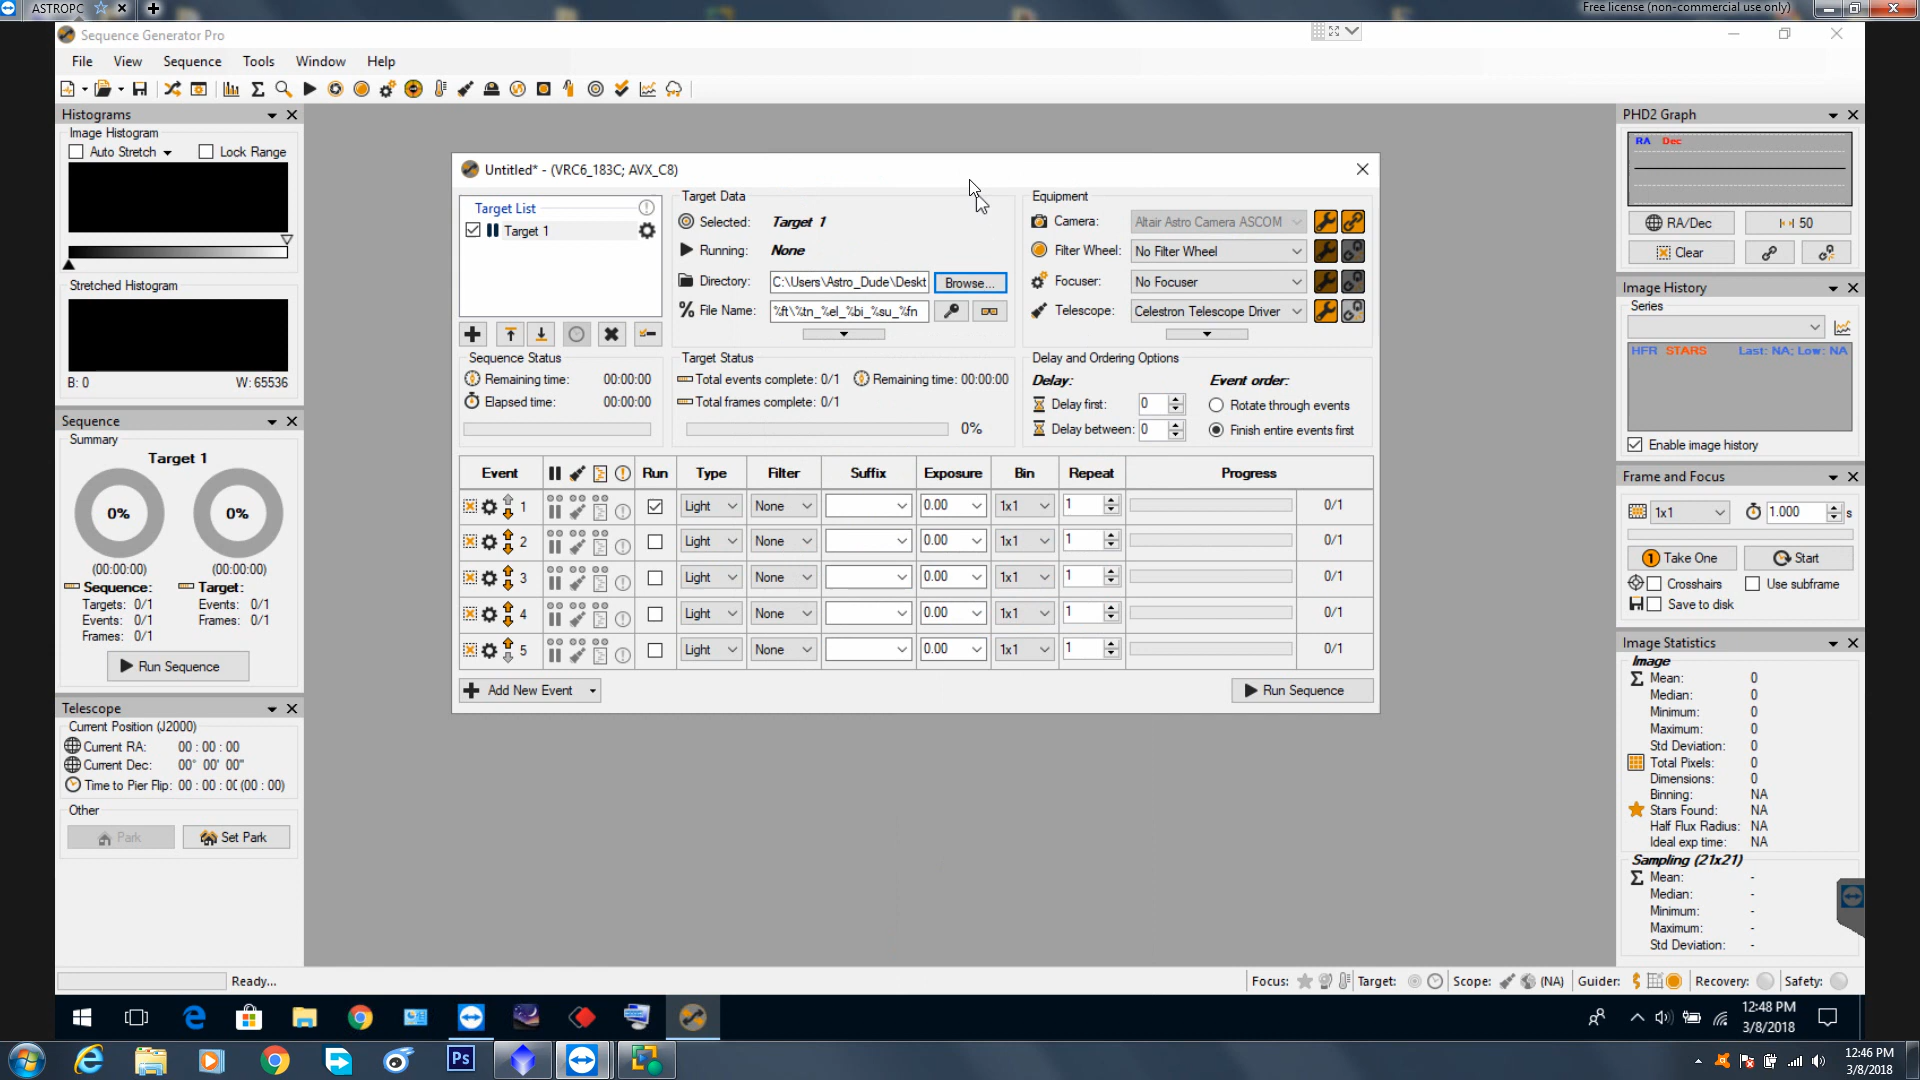 ASTROPC
Free license (non-commercial use only)
Sequence Generator Pro
File View Sequence Tools Window Help
Histograms
Image Histogram
Auto Stretch Lock Range
Stretched Histogram
B: 0 W: 65536
Sequence
Summary
Target 1
0% 0%
(00:00:00) (00:00:00)
Sequence: Target:
Targets: 0/1 Events: 0/1
Events: 0/1 Frames: 0/1
Frames: 0/1
Run Sequence
Telescope
Current Position (J2000)
Current RA: 00 : 00 : 00
Current Dec: 00° 00' 00"
Time to Pier Flip: 00 : 00 : 0( (00 : 00)
Other
Park Set Park
Untitled* - (VRC6_183C; AVX_C8)
Target List
Target 1
Target Data
Selected: Target 1
Running: None
Directory: C:\Users\Astro_Dude\Deskt Browse...
File Name: %ft\%tn_%el_%bi_%su_%fn
Equipment
Camera: Altair Astro Camera ASCOM
Filter Wheel: No Filter Wheel
Focuser: No Focuser
Telescope: Celestron Telescope Driver
Sequence Status
Remaining time: 00:00:00
Elapsed time: 00:00:00
Target Status
Total events complete: 0/1 Remaining time: 00:00:00
Total frames complete: 0/1
0%
Delay and Ordering Options
Delay: Event order:
Delay first: 0 Rotate through events
Delay between: 0 Finish entire events first
Event Run Type Filter Suffix Exposure Bin Repeat Progress
1 Light None 0.00 1x1 1 0/1
2 Light None 0.00 1x1 1 0/1
3 Light None 0.00 1x1 1 0/1
4 Light None 0.00 1x1 1 0/1
5 Light None 0.00 1x1 1 0/1
Add New Event Run Sequence
PHD2 Graph
RA Dec
RA/Dec 50
Clear
Image History
Series
HFR STARS Last: NA; Low: NA
Enable image history
Frame and Focus
1x1 1.000 s
Take One Start
Crosshairs Use subframe
Save to disk
Image Statistics
Image
Mean: 0
Median: 0
Minimum: 0
Maximum: 0
Std Deviation: 0
Total Pixels: 0
Dimensions: 0
Binning: NA
Stars Found: NA
Half Flux Radius: NA
Ideal exp time: NA
Sampling (21x21)
Mean: -
Median: -
Minimum: -
Maximum: -
Std Deviation: -
Ready...
Focus: Target: Scope: (NA) Guider: Recovery: Safety:
12:48 PM
3/8/2018
Ps
12:46 PM
3/8/2018